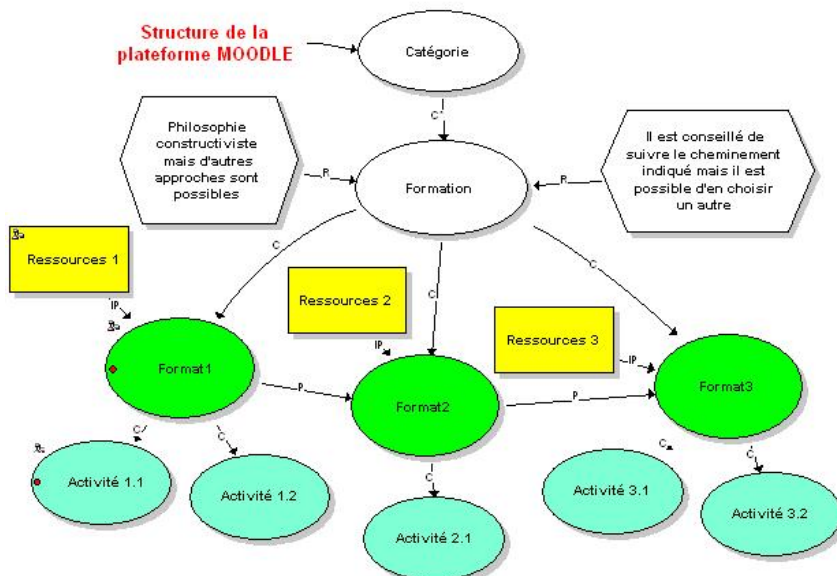 Structure de la
plateforme MOODLE
Catégorie
C*
Philosophie
constructiviste
mais d'autres
approches sont
possibles
R
Formation
R
Il est conseillé de
suivre le cheminement
indiqué mais il est
possible d'en choisir
un autre
C
C
C
Ressources 1
IP
Ressources 2
IP
Ressources 3
IP
Format1
P
Format2
P
Format3
C
C
C
C
C
Activité 1.1
Activité 1.2
Activité 2.1
Activité 3.1
Activité 3.2